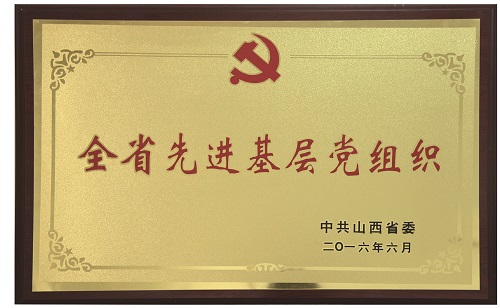 全省先进基层党组织
中共山西省委
二〇一六年六月